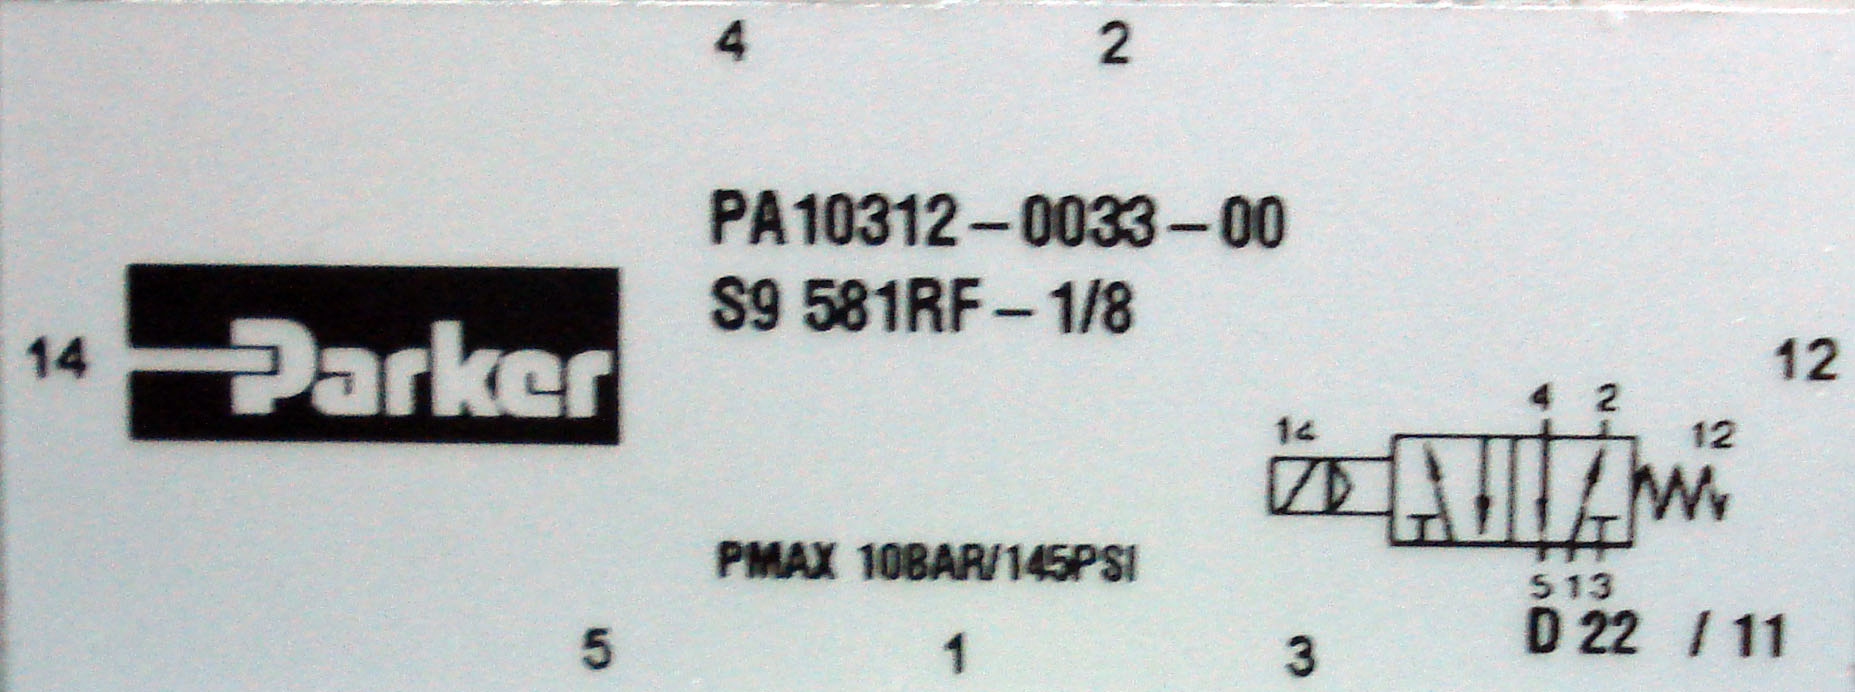 4 2
PA10312-0033-00
S9 581RF-1/8
14 Parker 12
4 2
14 12
PMAX 10BAR/145PSI
5 1 3
D 22 / 11
5 1 3